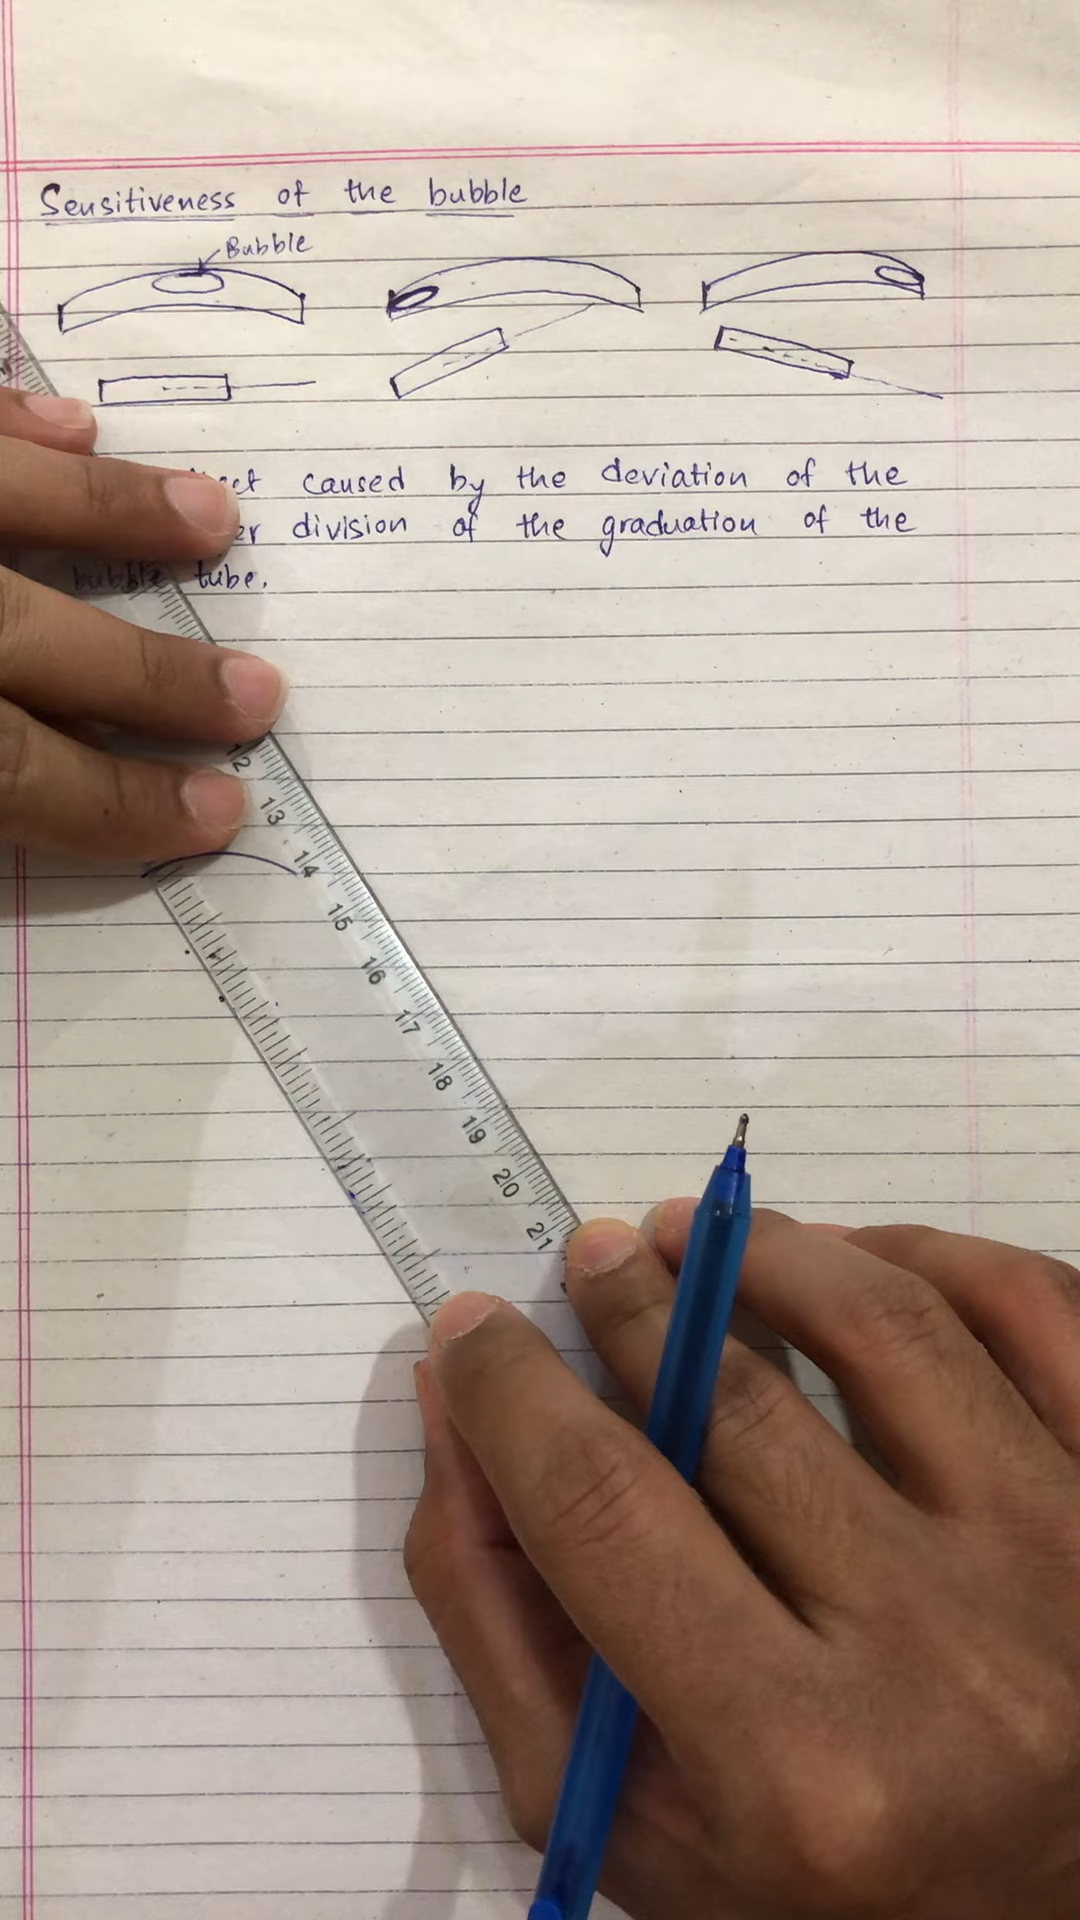 Sensitiveness of the bubble
Bubble
caused by the deviation of the
division of the graduation of the
bubble tube.
12
13
14
15
16
17
18
19
20
21